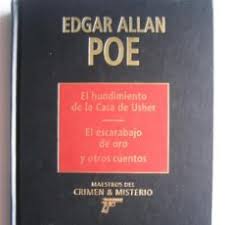 EDGAR ALLAN
POE
El hundimiento
de la Casa de Usher
El escarabajo
de oro
y otros cuentos
MAESTROS DEL
CRIMEN & MISTERIO